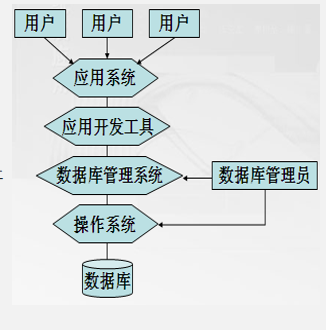 用户 用户 用户
应用系统
应用开发工具
数据库管理系统 数据库管理员
操作系统
数据库